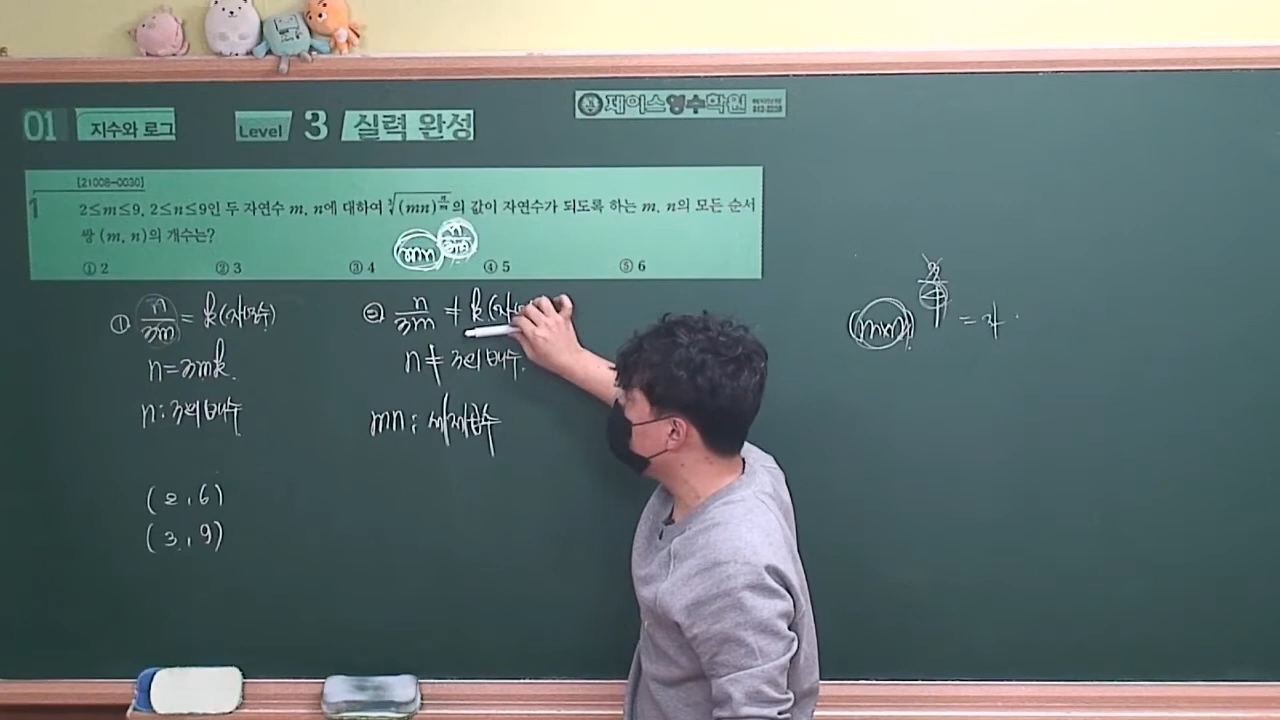 제이스영수학원
01 지수와 로그 Level 3 실력 완성
[21008-0030]
1 2≤m≤9, 2≤n≤9인 두 자연수 m, n에 대하여 ∛(mn)^(n/m) 의 값이 자연수가 되도록 하는 m, n의 모든 순서
쌍 (m, n)의 개수는?
① 2 ② 3 ③ 4 ④ 5 ⑤ 6
(mn)^(n/3m)
① n/3m = k(자연수)
n=3mk.
n : 3의 배수
(2, 6)
(3, 9)
② n/3m ≠ k(자연
n ≠ 3의 배수.
mn : 세제곱수